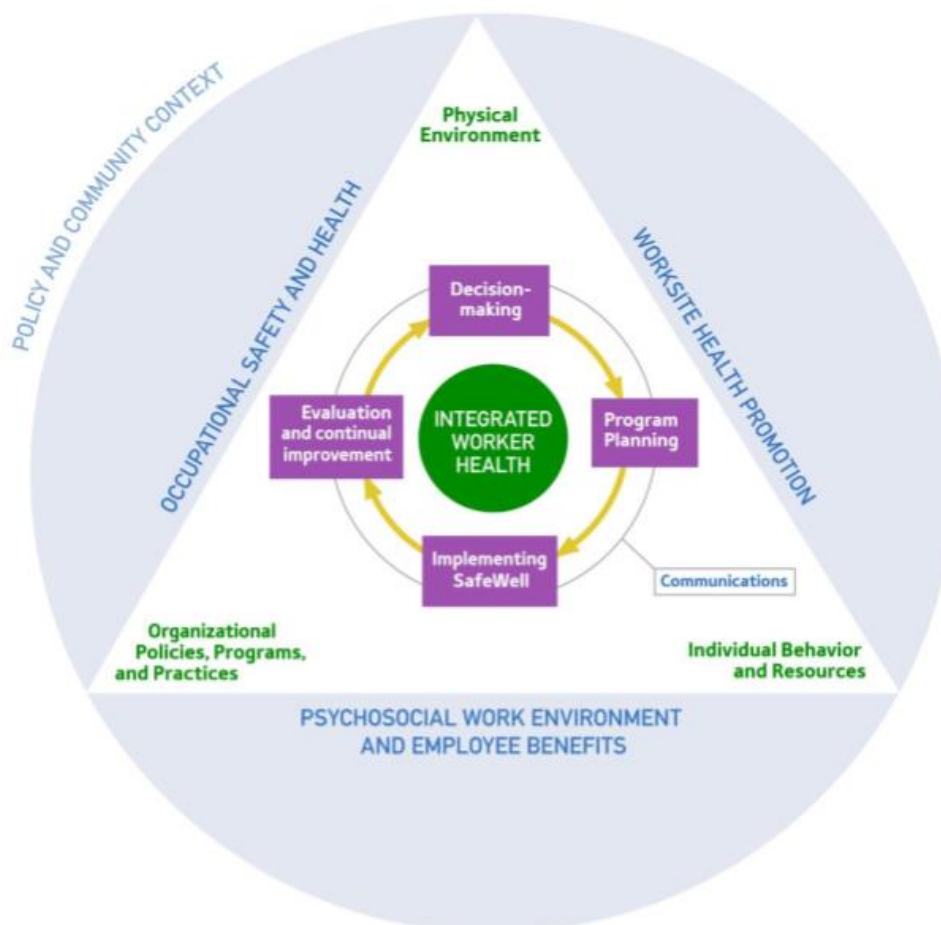 POLICY AND COMMUNITY CONTEXT
OCCUPATIONAL SAFETY AND HEALTH
Physical
Environment
WORKSITE HEALTH PROMOTION
Decision-
making
Evaluation
and continual
improvement
INTEGRATED
WORKER
HEALTH
Program
Planning
Implementing
SafeWell
Communications
Organizational
Policies, Programs,
and Practices
Individual Behavior
and Resources
PSYCHOSOCIAL WORK ENVIRONMENT
AND EMPLOYEE BENEFITS